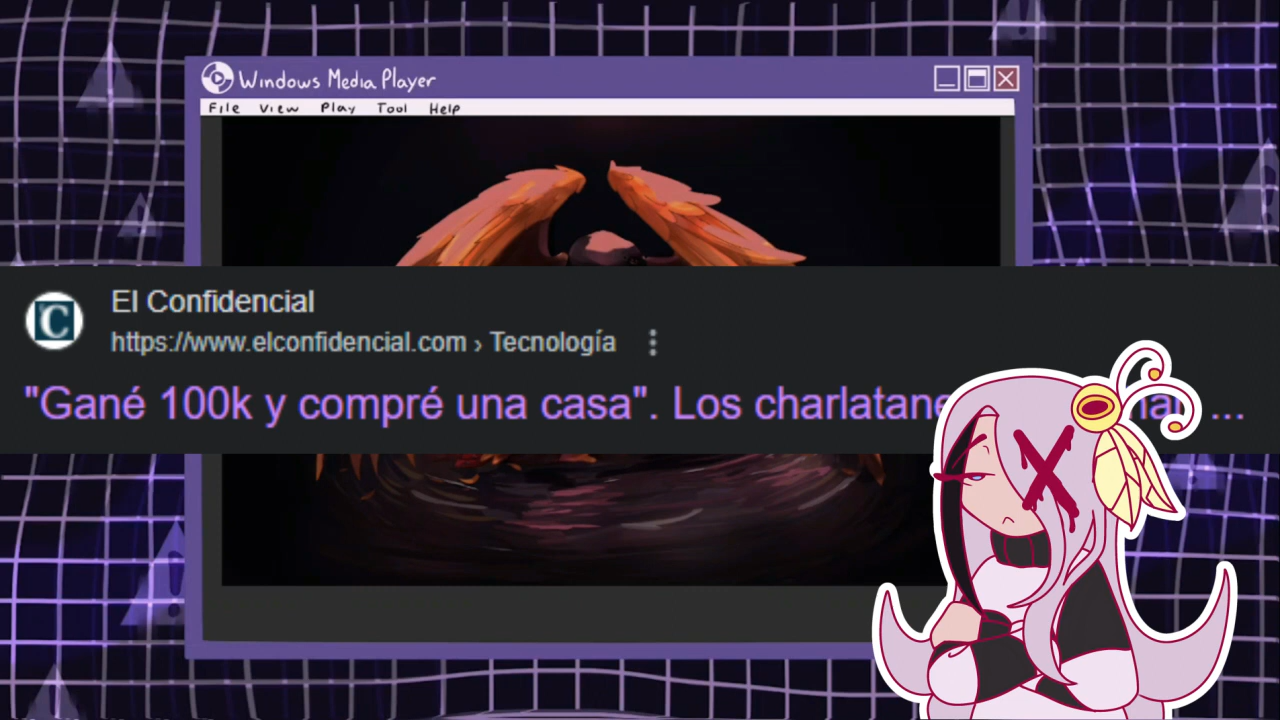 Windows Media Player
File View Play Tool Help
El Confidencial
https://www.elconfidencial.com › Tecnología
"Gané 100k y compré una casa". Los ...